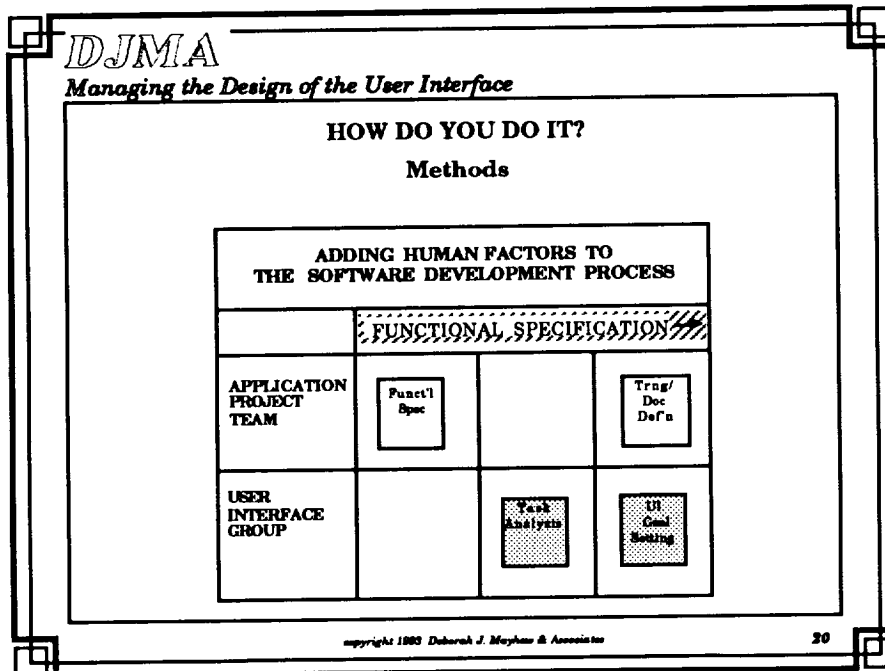 DJMA
Managing the Design of the User Interface
HOW DO YOU DO IT?
Methods
ADDING HUMAN FACTORS TO
THE SOFTWARE DEVELOPMENT PROCESS
FUNCTIONAL SPECIFICATION
APPLICATION
PROJECT
TEAM
Funct'l
Spec
Trng/
Doc
Def'n
USER
INTERFACE
GROUP
Task
Analysis
UI
Goal
Setting
copyright 1993 Deborah J. Mayhew & Associates
20